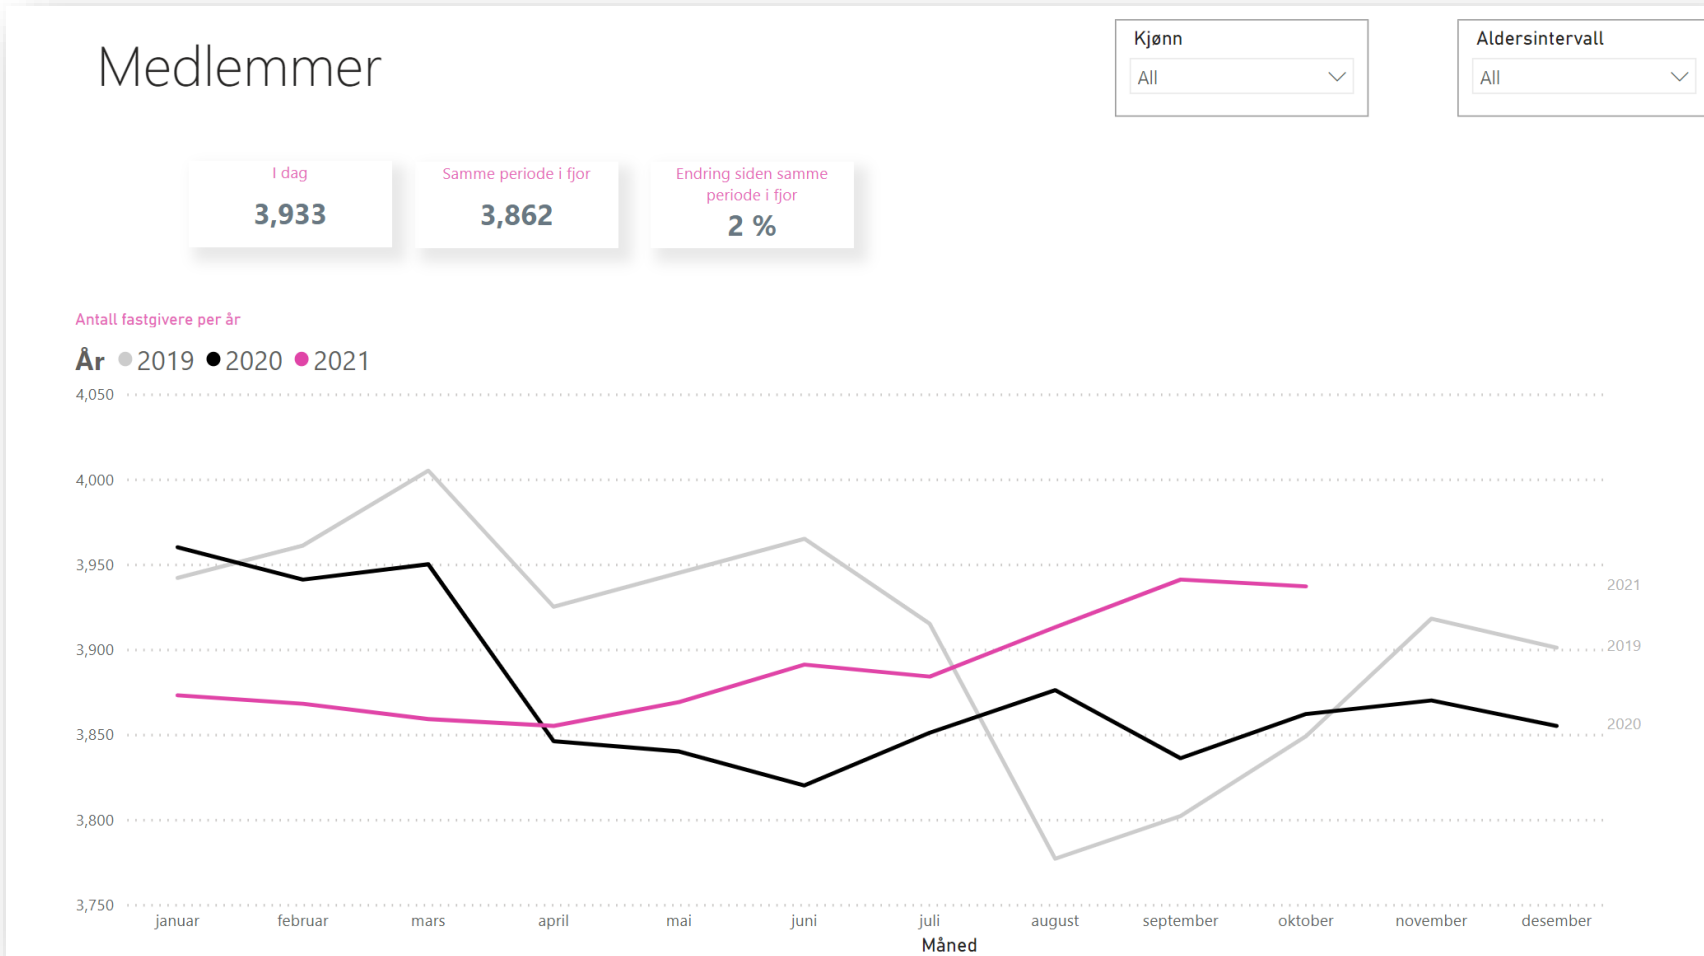 Medlemmer
Kjønn
All
Aldersintervall
All
I dag
3,933
Samme periode i fjor
3,862
Endring siden samme
periode i fjor
2 %
Antall fastgivere per år
År 2019 2020 2021
4,050
4,000
3,950
3,900
3,850
3,800
3,750
2021
2019
2020
januar februar mars april mai juni juli august september oktober november desember
Måned